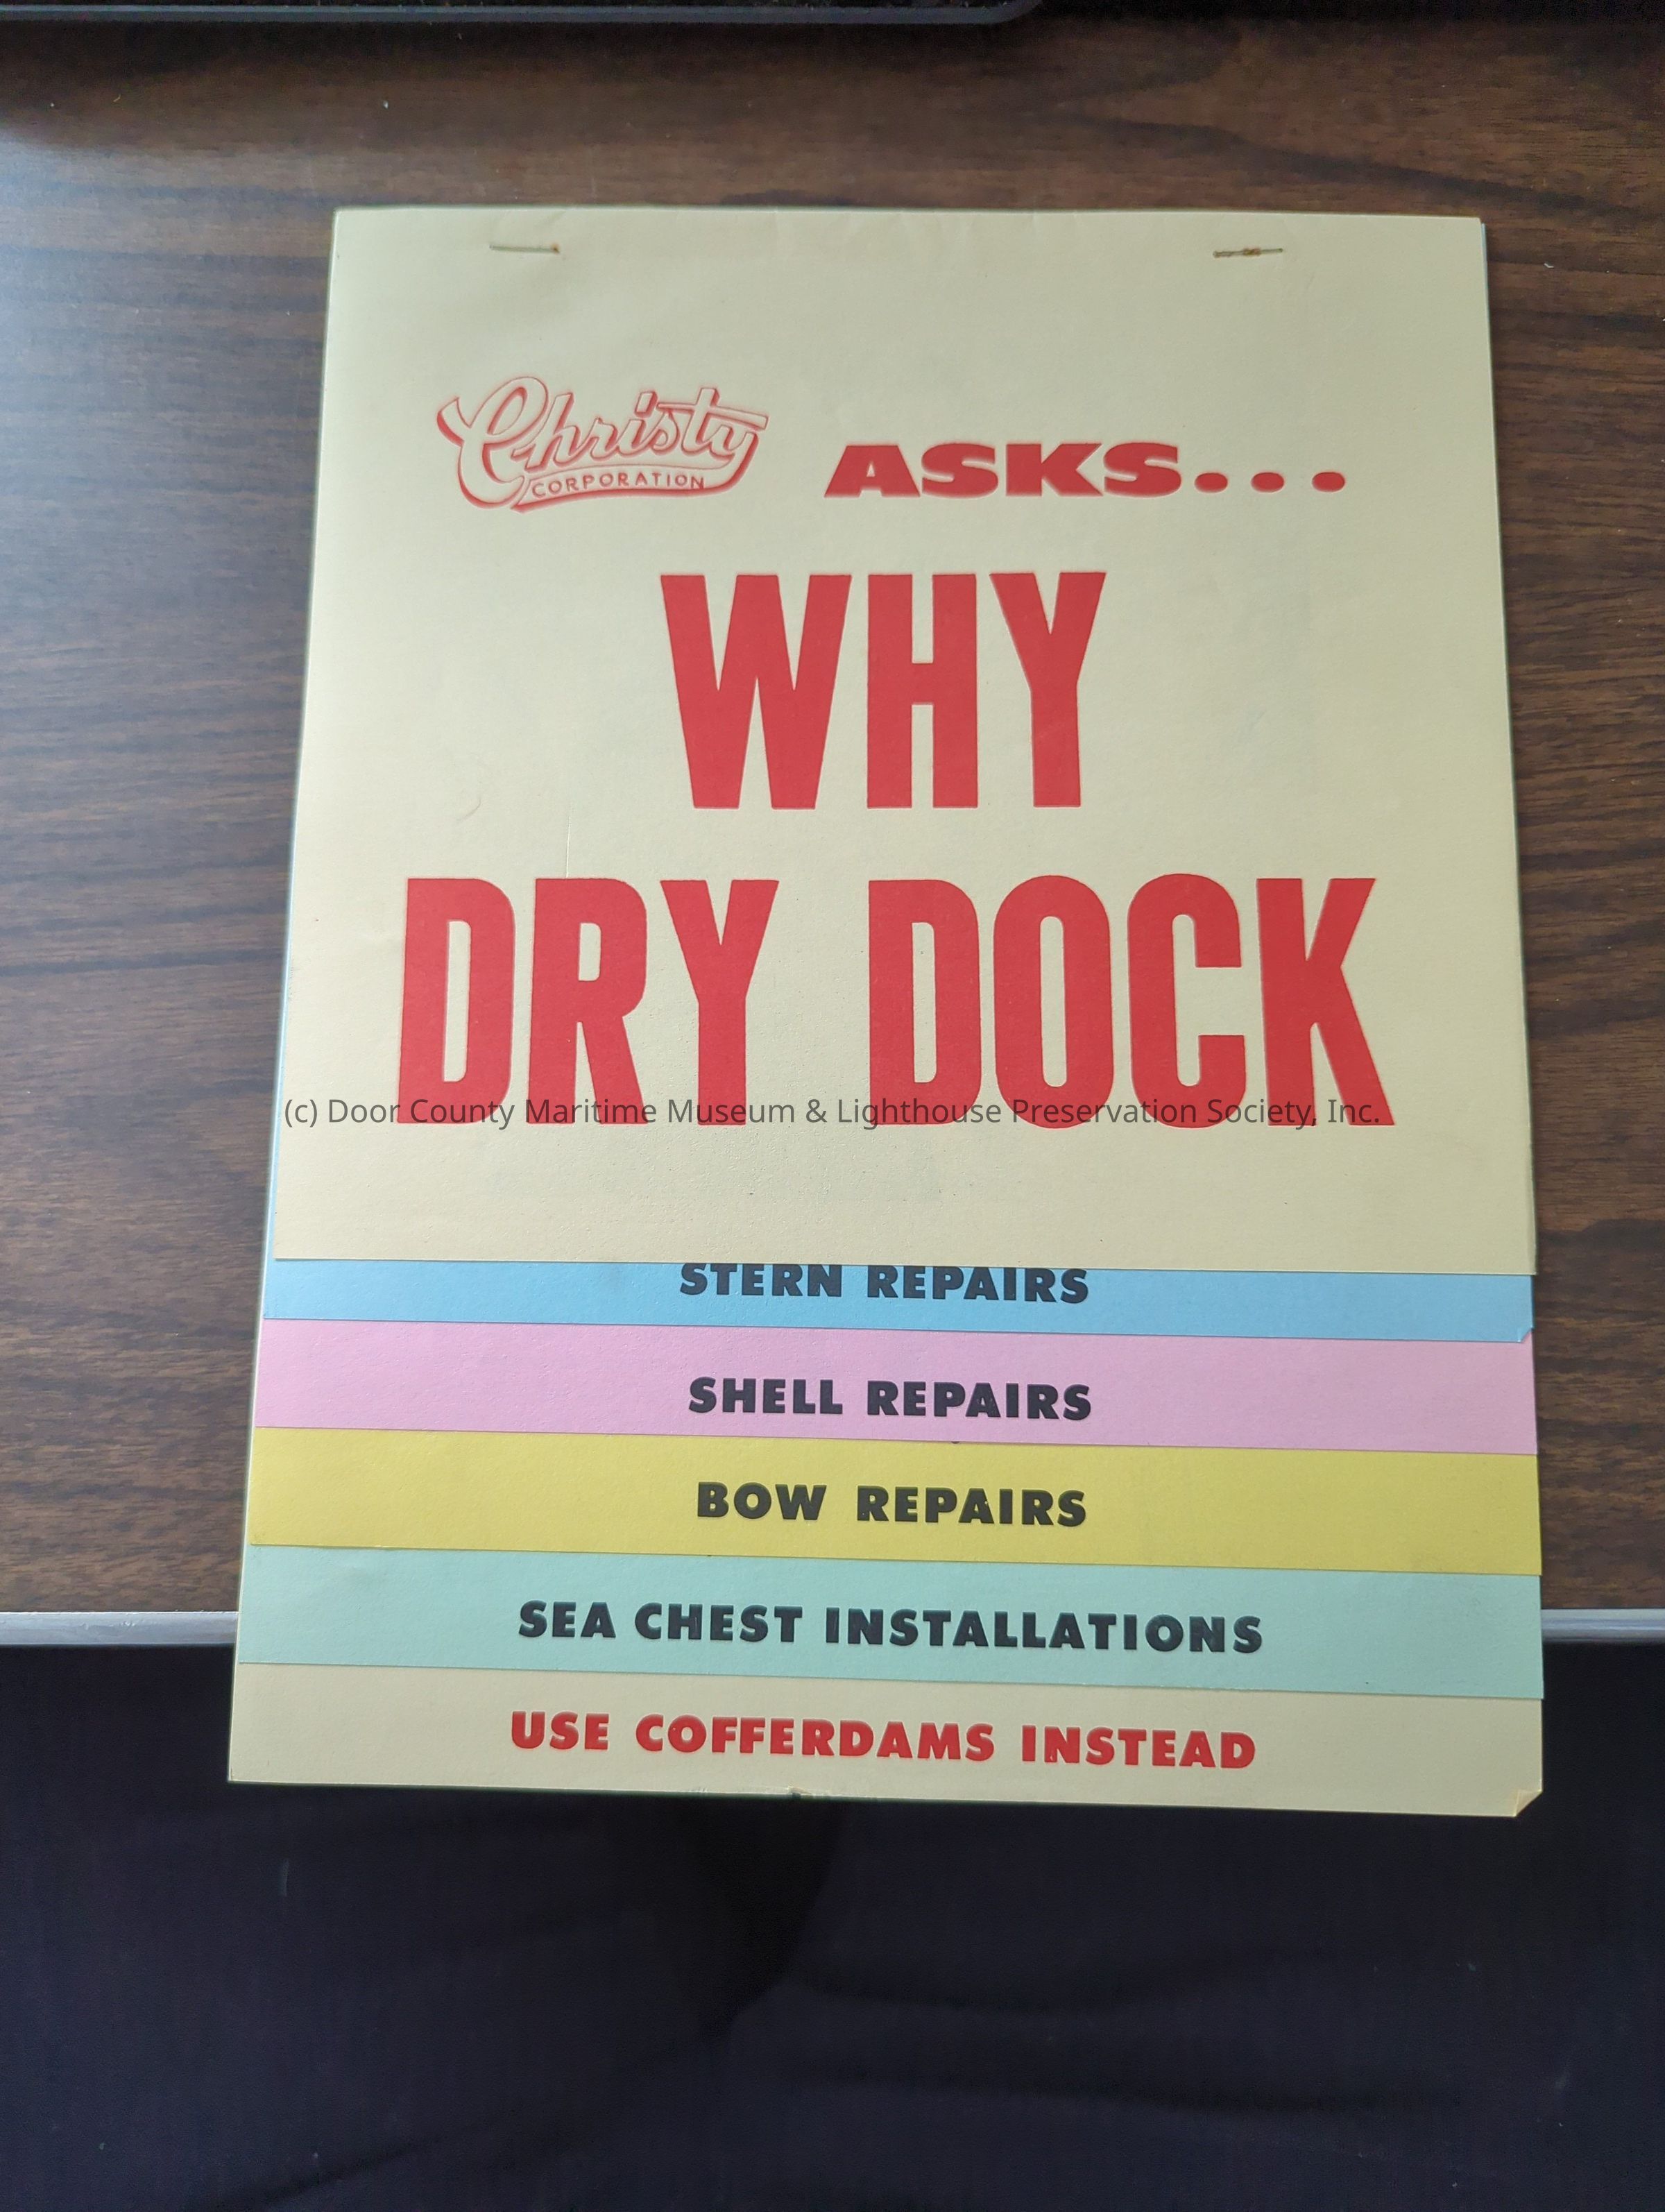 Christy ASKS...
CORPORATION
WHY
DRY DOCK
(c) Door County Maritime Museum & Lighthouse Preservation Society, Inc.
STERN REPAIRS
SHELL REPAIRS
BOW REPAIRS
SEA CHEST INSTALLATIONS
USE COFFERDAMS INSTEAD